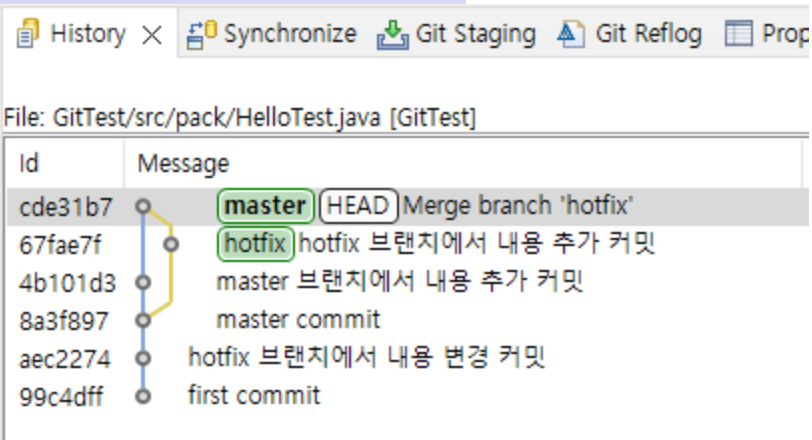 History Synchronize Git Staging Git Reflog Prop
File: GitTest/src/pack/HelloTest.java [GitTest]
Id Message
cde31b7 master HEAD Merge branch 'hotfix'
67fae7f hotfix hotfix 브랜치에서 내용 추가 커밋
4b101d3 master 브랜치에서 내용 추가 커밋
8a3f897 master commit
aec2274 hotfix 브랜치에서 내용 변경 커밋
99c4dff first commit